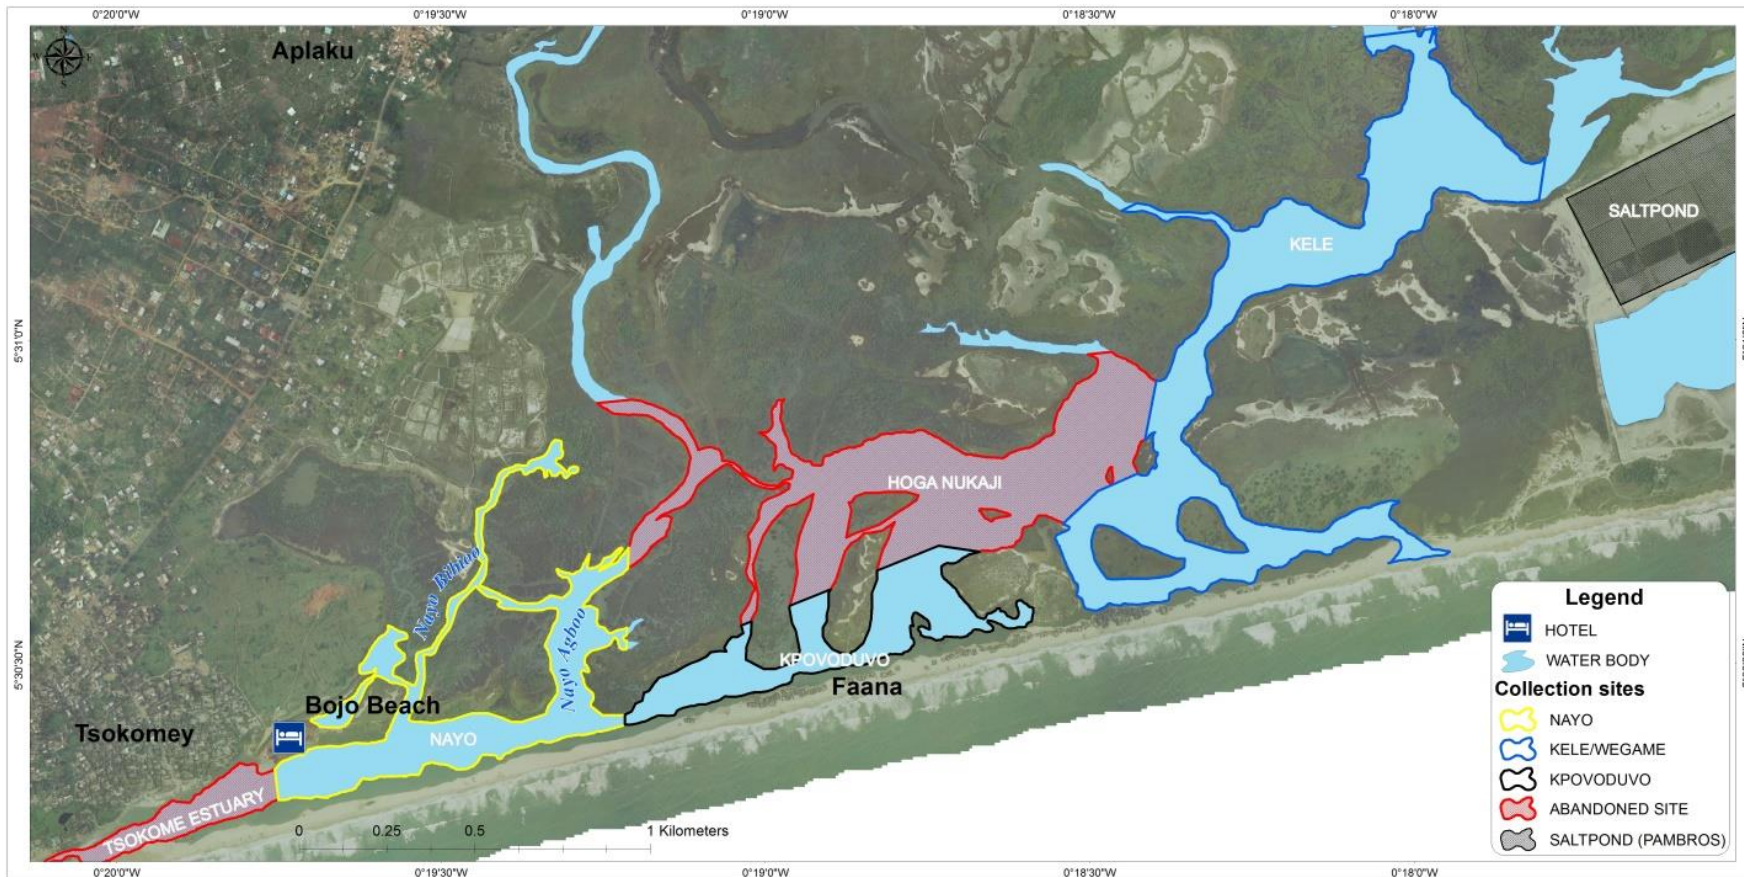 0°20'0"W 0°19'30"W 0°19'0"W 0°18'30"W 0°18'0"W
Aplaku
W E
S
SALTPOND
KELE
5°31'0"N
HOGA NUKAJI
Nayo Bihioo
Nayo Agboo
5°30'30"N
KPOVODUVO
Faana
Bojo Beach
Tsokomey
NAYO
TSOKOME ESTUARY
0 0.25 0.5 1 Kilometers
Legend
HOTEL
WATER BODY
Collection sites
NAYO
KELE/WEGAME
KPOVODUVO
ABANDONED SITE
SALTPOND (PAMBROS)
0°20'0"W 0°19'30"W 0°19'0"W 0°18'30"W 0°18'0"W